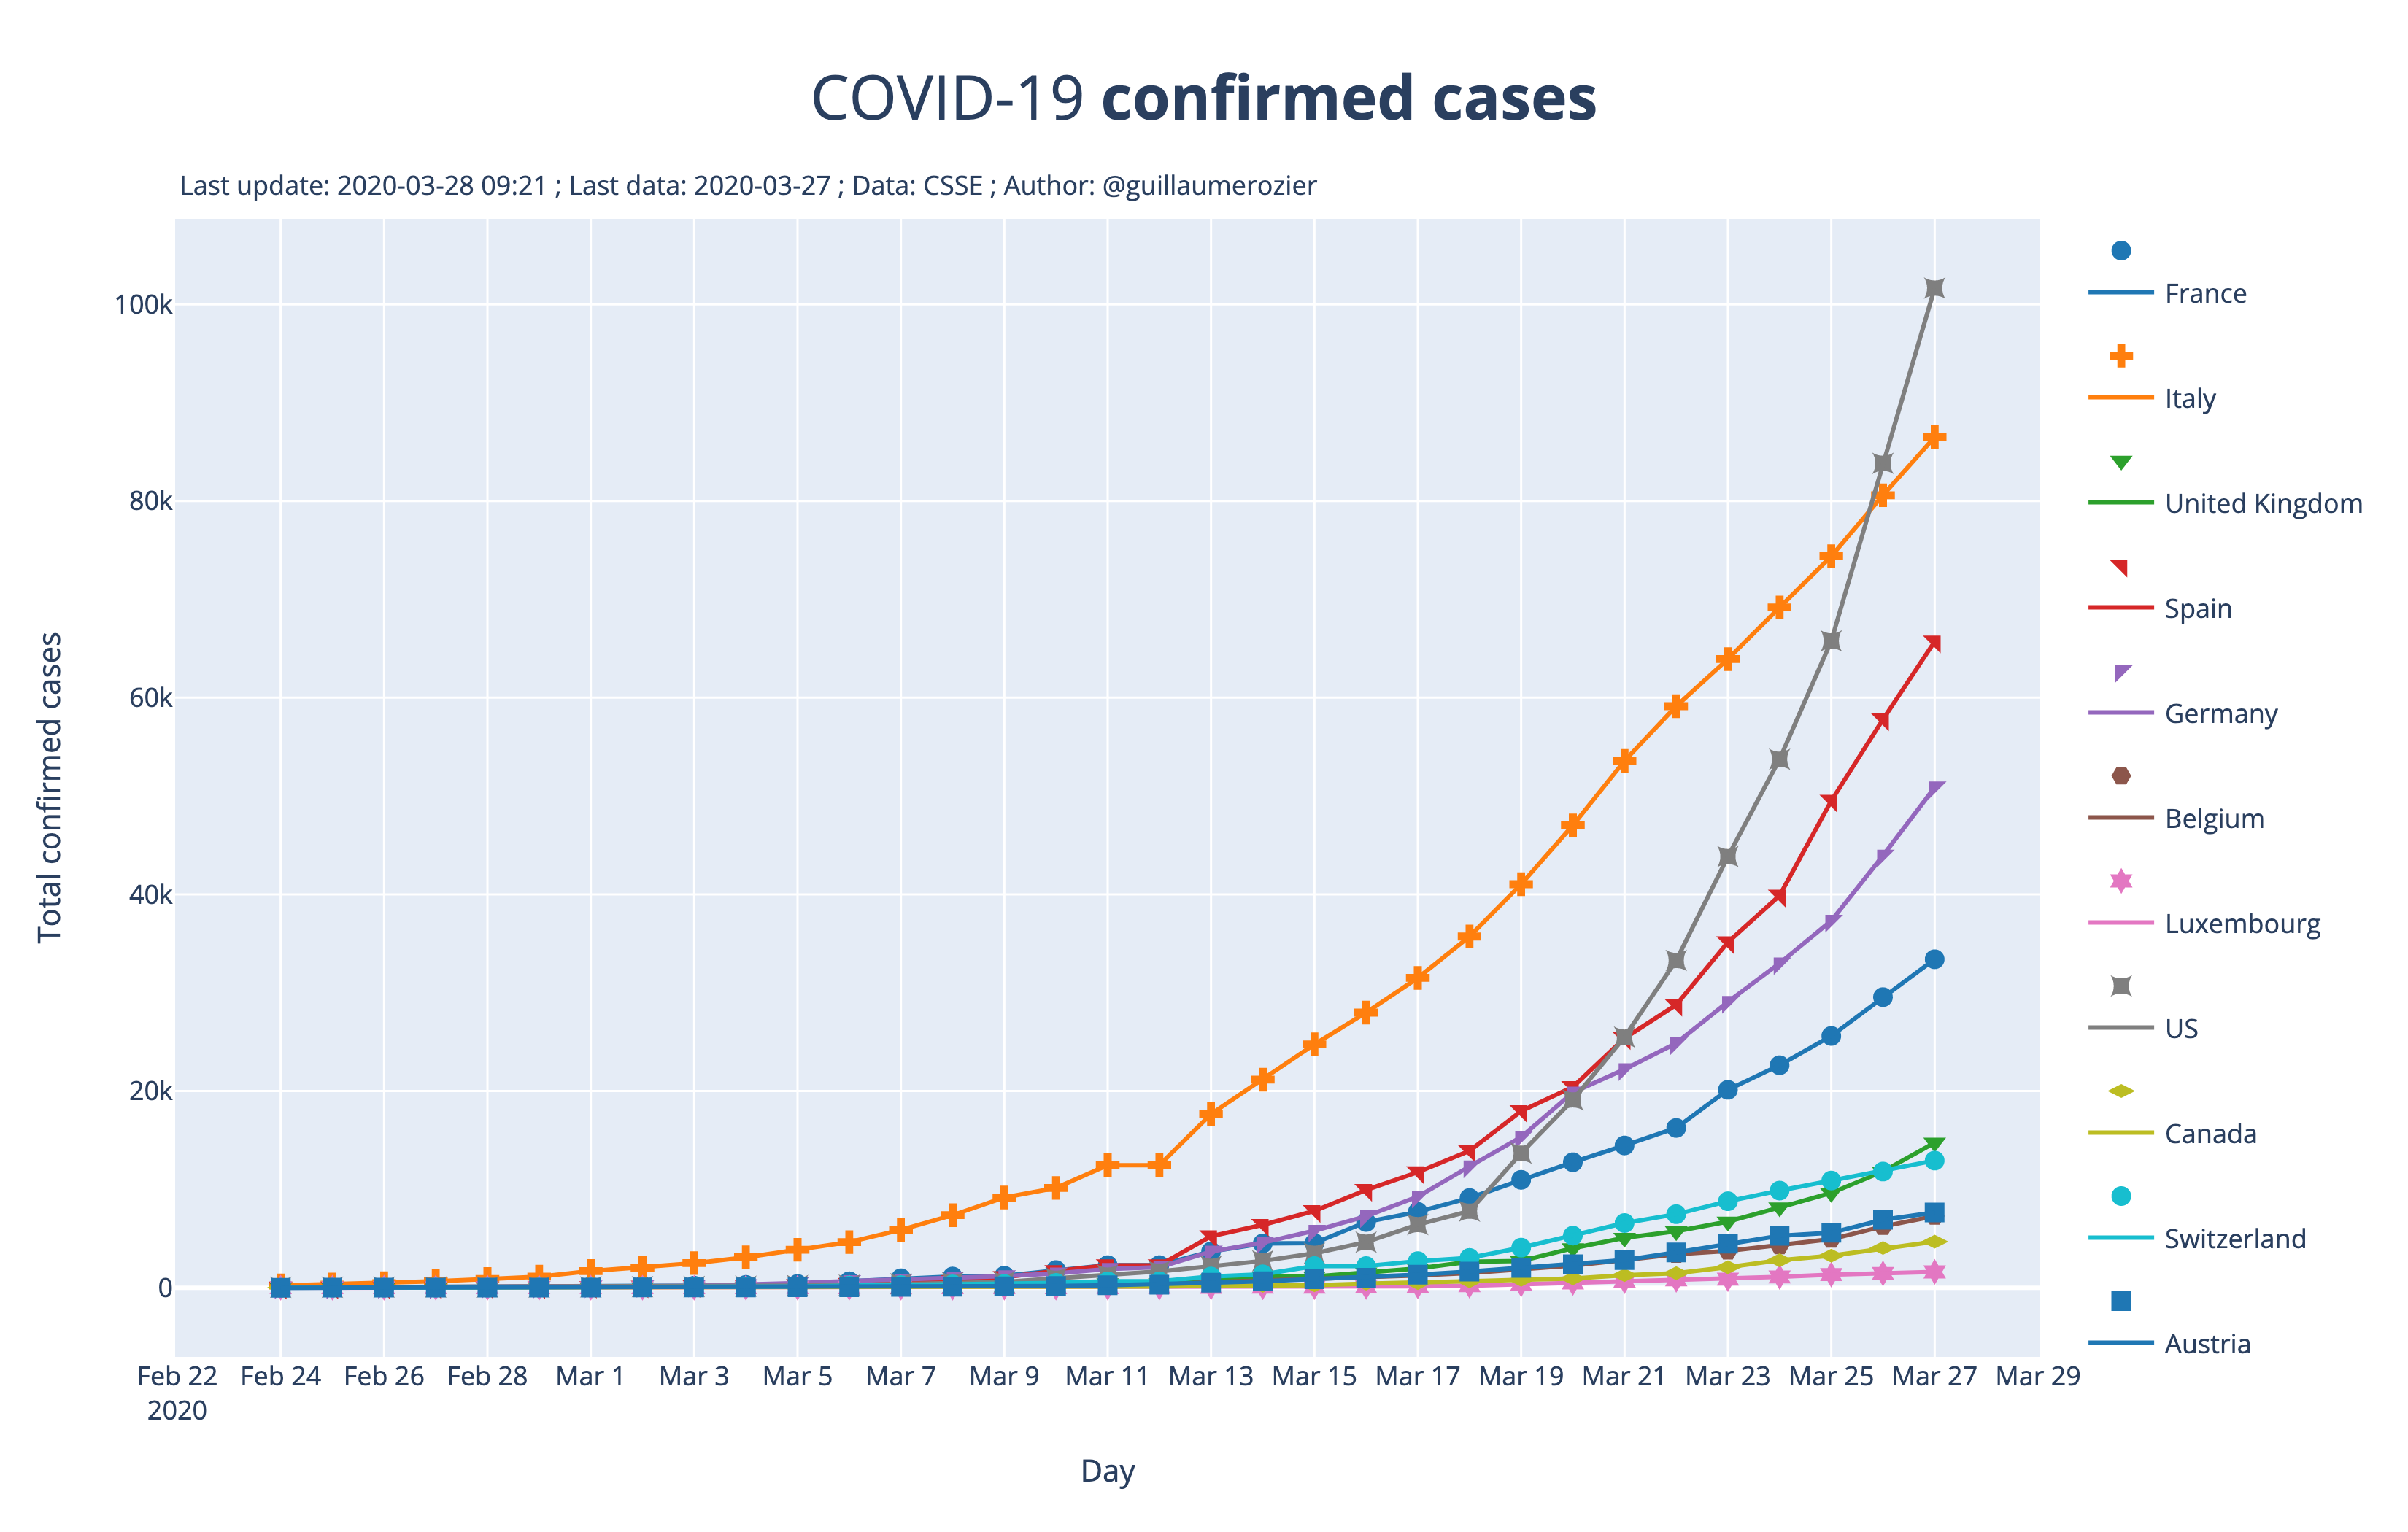 COVID-19 confirmed cases
Last update: 2020-03-28 09:21 ; Last data: 2020-03-27 ; Data: CSSE ; Author: @guillaumerozier
Total confirmed cases
100k
80k
60k
40k
20k
0
Feb 22 Feb 24 Feb 26 Feb 28 Mar 1 Mar 3 Mar 5 Mar 7 Mar 9 Mar 11 Mar 13 Mar 15 Mar 17 Mar 19 Mar 21 Mar 23 Mar 25 Mar 27 Mar 29
2020
Day
France
Italy
United Kingdom
Spain
Germany
Belgium
Luxembourg
US
Canada
Switzerland
Austria